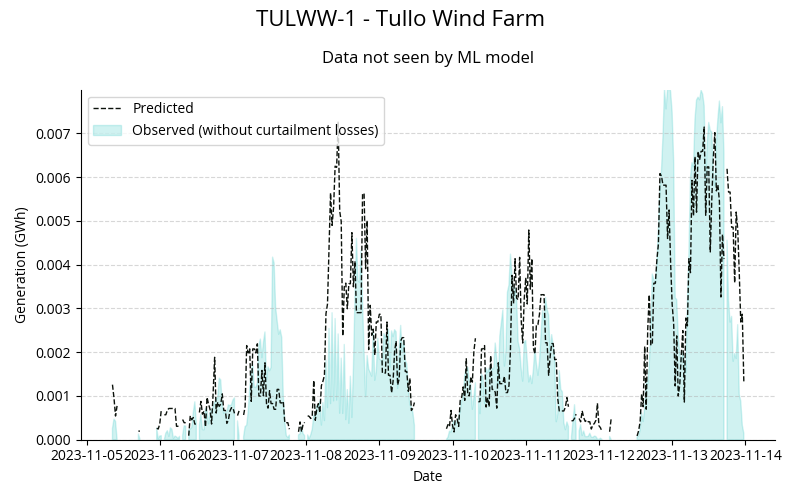 TULWW-1 - Tullo Wind Farm
Data not seen by ML model
Predicted
Observed (without curtailment losses)
Generation (GWh)
0.007
0.006
0.005
0.004
0.003
0.002
0.001
0.000
2023-11-05 2023-11-06 2023-11-07 2023-11-08 2023-11-09 2023-11-10 2023-11-11 2023-11-12 2023-11-13 2023-11-14
Date